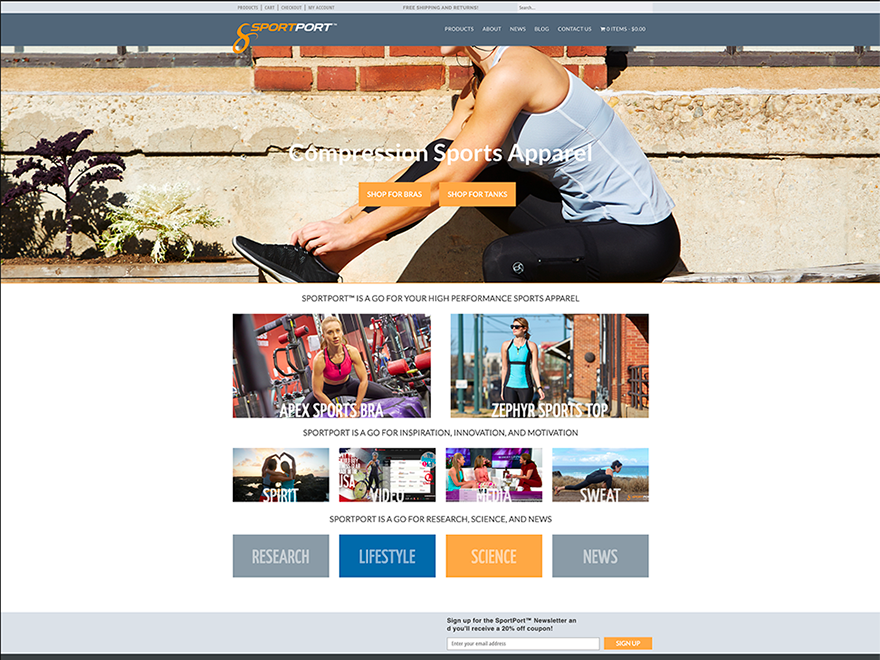 PRODUCTS | CART | CHECKOUT | MY ACCOUNT
FREE SHIPPING AND RETURNS!
Search...
SPORTPORT™
PRODUCTS ABOUT NEWS BLOG CONTACT US 0 ITEMS - $0.00
Compression Sports Apparel
SHOP FOR BRAS SHOP FOR TANKS
SPORTPORT™ IS A GO FOR YOUR HIGH PERFORMANCE SPORTS APPAREL
APEX SPORTS BRA ZEPHYR SPORTS TOP
SPORTPORT IS A GO FOR INSPIRATION, INNOVATION, AND MOTIVATION
USA
SPIRIT VIDEO MEDIA SWEAT
SPORTPORT IS A GO FOR RESEARCH, SCIENCE, AND NEWS
RESEARCH LIFESTYLE SCIENCE NEWS
Sign up for the SportPort™ Newsletter an
d you'll receive a 20% off coupon!
Enter your email address SIGN UP